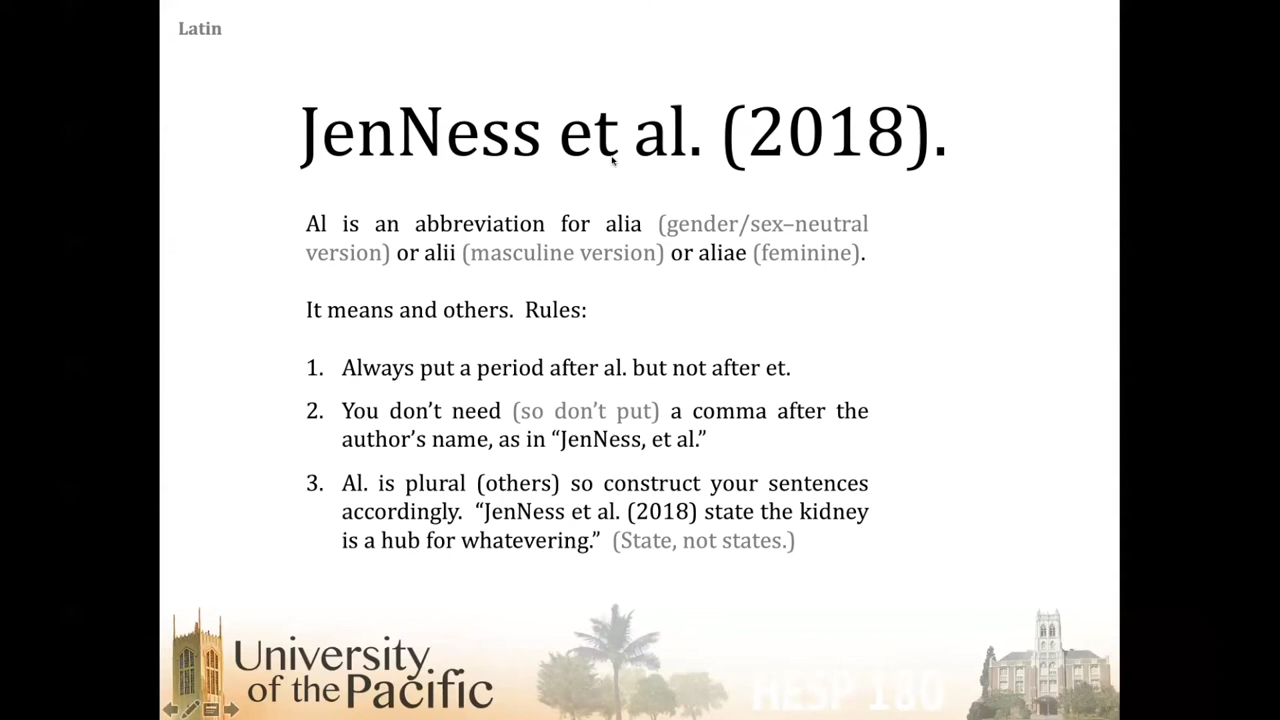 Latin
JenNess et al. (2018).
Al is an abbreviation for alia (gender/sex–neutral
version) or alii (masculine version) or aliae (feminine).
It means and others.  Rules:
1. Always put a period after al. but not after et.
2. You don’t need (so don’t put) a comma after the
author’s name, as in “JenNess, et al.”
3. Al. is plural (others) so construct your sentences
accordingly.  “JenNess et al. (2018) state the kidney
is a hub for whatevering.”  (State, not states.)
University
of the Pacific
HESP 180